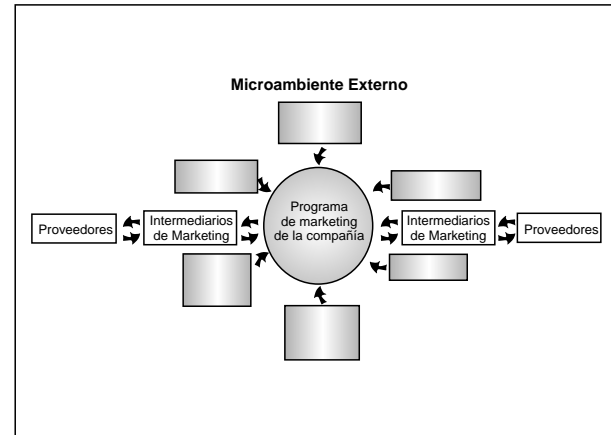 Microambiente Externo
Programa
de marketing
de la compañía
Proveedores
Intermediarios
de Marketing
Intermediarios
de Marketing
Proveedores